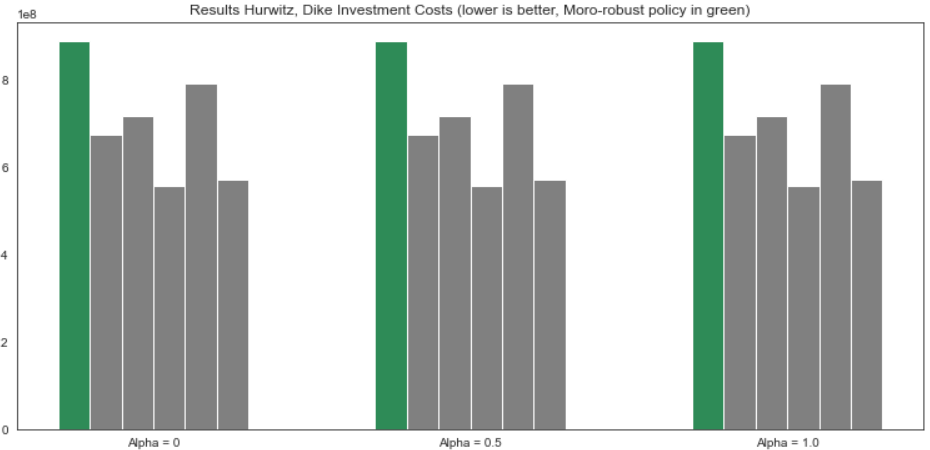 Results Hurwitz, Dike Investment Costs (lower is better, Moro-robust policy in green)
1e8
8
6
4
2
0
Alpha = 0
Alpha = 0.5
Alpha = 1.0